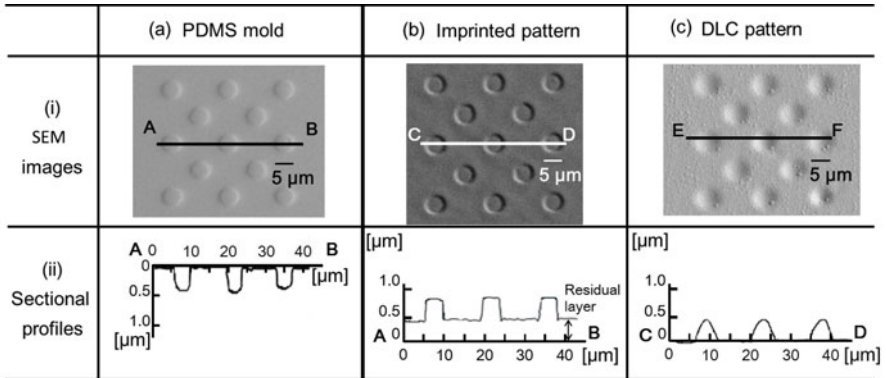 (a) PDMS mold
(b) Imprinted pattern
(c) DLC pattern
(i)
SEM
images
A B
5 µm
C D
5 µm
E F
5 µm
(ii)
Sectional
profiles
A 0 10 20 30 40 B
0
[µm]
0.5
1.0
[µm]
[µm]
1.0
0.5
0
Residual
layer
A B
0 10 20 30 40 [µm]
[µm]
1.0
0.5
0
C D
0 10 20 30 40 [µm]